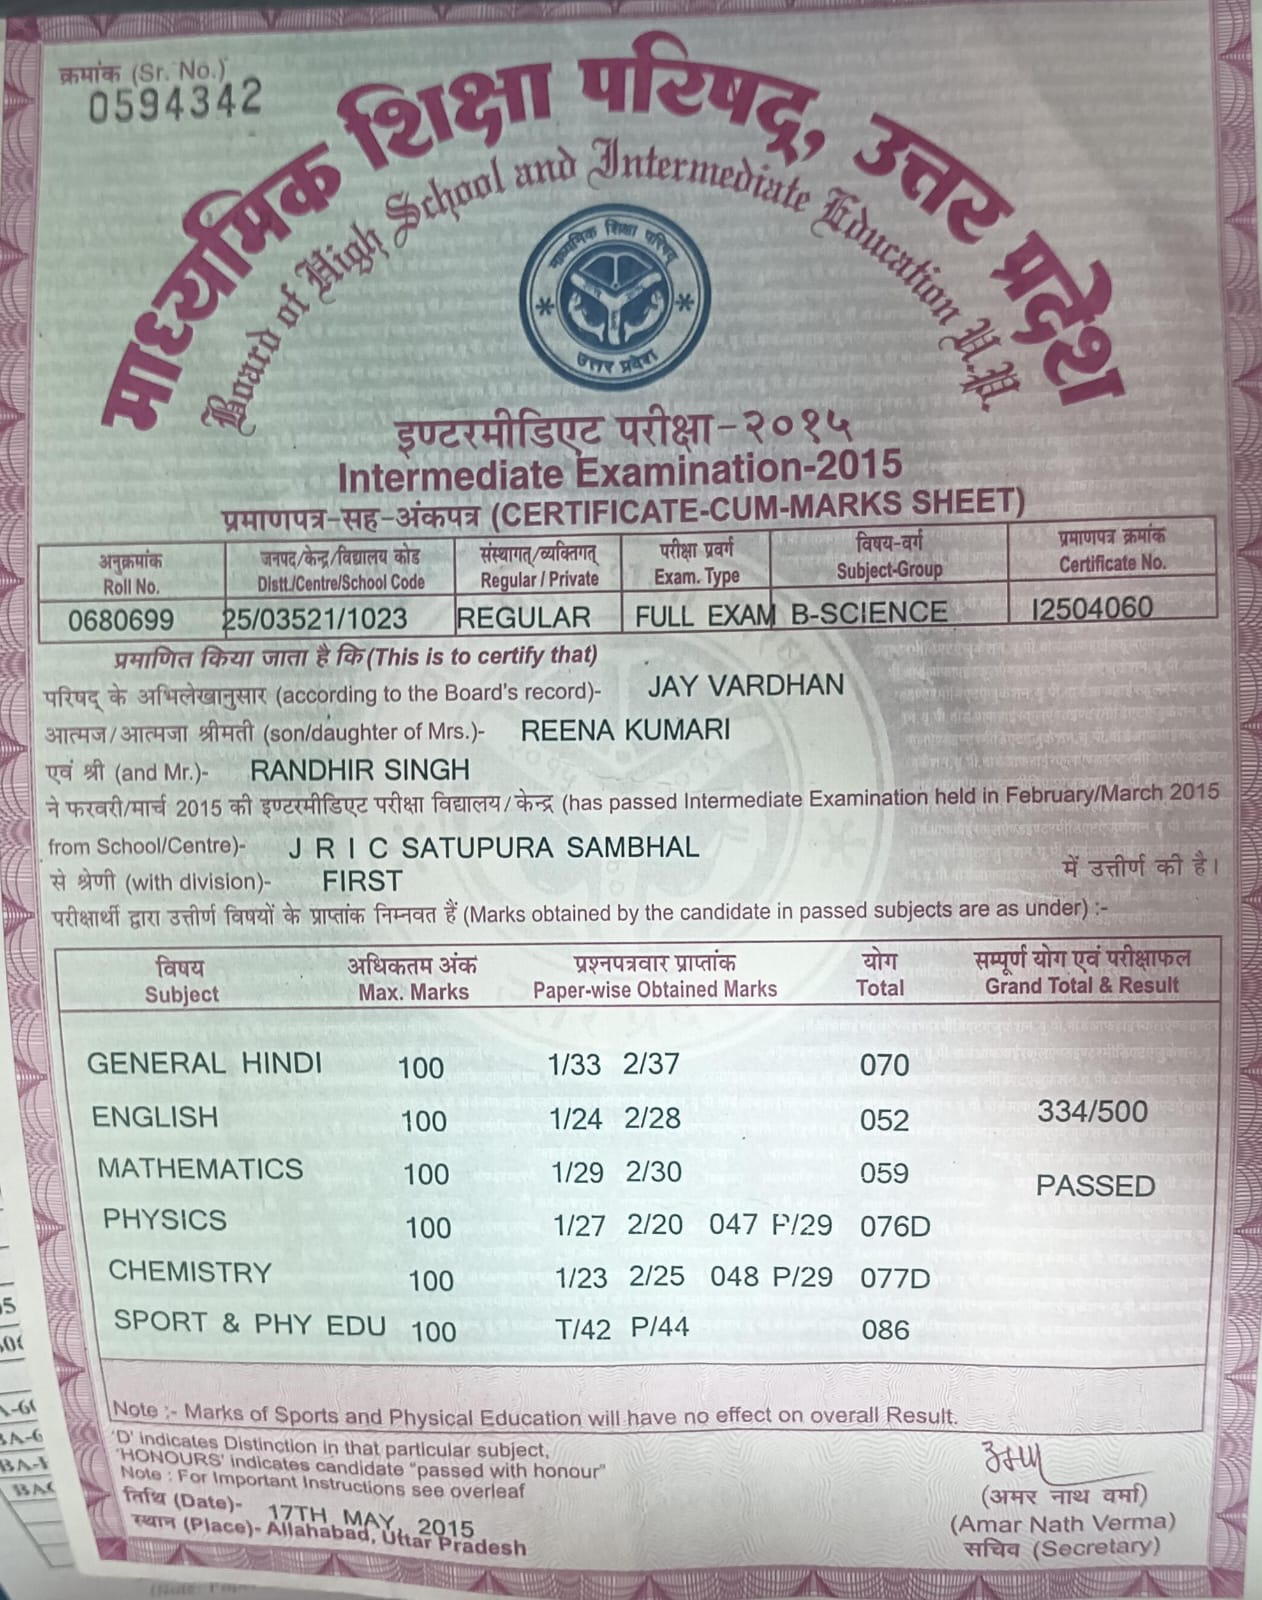 क्रमांक (Sr. No.)
0594342
माध्यमिक शिक्षा परिषद्, उत्तर प्रदेश
Board of High School and Intermediate Education U.P.
माध्यमिक शिक्षा परिषद्
उत्तर प्रदेश
इण्टरमीडिएट परीक्षा-२०१५
Intermediate Examination-2015
प्रमाणपत्र-सह-अंकपत्र (CERTIFICATE-CUM-MARKS SHEET)
अनुक्रमांक जनपद/केन्द्र/विद्यालय कोड संस्थागत्/व्यक्तिगत् परीक्षा प्रवर्ग विषय-वर्ग प्रमाणपत्र क्रमांक
Roll No. Distt./Centre/School Code Regular / Private Exam. Type Subject-Group Certificate No.
0680699 25/03521/1023 REGULAR FULL EXAM B-SCIENCE I2504060
प्रमाणित किया जाता है कि (This is to certify that)
परिषद् के अभिलेखानुसार (according to the Board's record)- JAY VARDHAN
आत्मज/आत्मजा श्रीमती (son/daughter of Mrs.)- REENA KUMARI
एवं श्री (and Mr.)- RANDHIR SINGH
ने फरवरी/मार्च 2015 की इण्टरमीडिएट परीक्षा विद्यालय/केन्द्र (has passed Intermediate Examination held in February/March 2015
from School/Centre)- J R I C SATUPURA SAMBHAL
से श्रेणी (with division)- FIRST में उत्तीर्ण की है।
परीक्षार्थी द्वारा उत्तीर्ण विषयों के प्राप्तांक निम्नवत हैं (Marks obtained by the candidate in passed subjects are as under) :-
विषय अधिकतम अंक प्रश्नपत्रवार प्राप्तांक योग सम्पूर्ण योग एवं परीक्षाफल
Subject Max. Marks Paper-wise Obtained Marks Total Grand Total & Result
GENERAL HINDI 100 1/33 2/37 070
ENGLISH 100 1/24 2/28 052 334/500
MATHEMATICS 100 1/29 2/30 059 PASSED
PHYSICS 100 1/27 2/20 047 P/29 076D
CHEMISTRY 100 1/23 2/25 048 P/29 077D
SPORT & PHY EDU 100 T/42 P/44 086
Note :- Marks of Sports and Physical Education will have no effect on overall Result.
'D' indicates Distinction in that particular subject,
'HONOURS' indicates candidate "passed with honour"
Note : For Important Instructions see overleaf
तिथि (Date)- 17TH MAY, 2015
स्थान (Place)- Allahabad, Uttar Pradesh
(अमर नाथ वर्मा)
(Amar Nath Verma)
सचिव (Secretary)